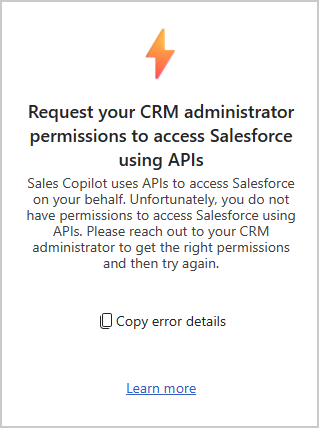 Request your CRM administrator
permissions to access Salesforce
using APIs
Sales Copilot uses APIs to access Salesforce
on your behalf. Unfortunately, you do not
have permissions to access Salesforce using
APIs. Please reach out to your CRM
administrator to get the right permissions
and then try again.
Copy error details
Learn more